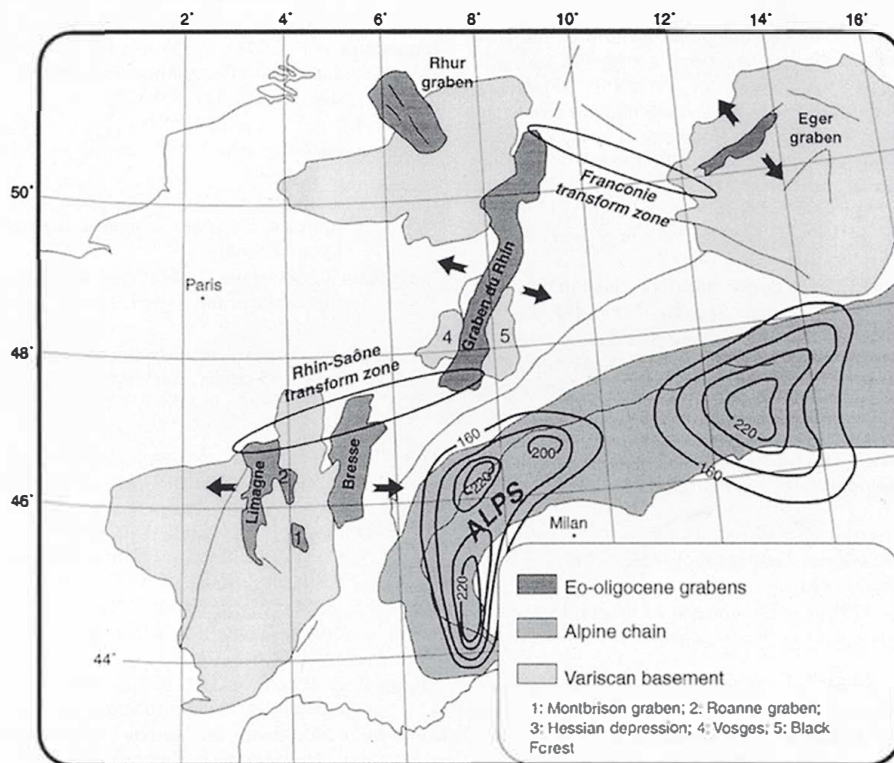 2° 4° 6° 8° 10° 12° 14° 16°
Rhur
graben
Eger
graben
50°
Franconie
transform zone
Paris
Graben du Rhin
4
5
48°
Rhin-Saône
transform zone
160
220
200
220
160
Limagne
2
Bresse
46°
1
ALPS
Milan
220
44°
Eo-oligocene grabens
Alpine chain
Variscan basement
1: Montbrison graben; 2: Roanne graben;
3: Hessian depression; 4: Vosges; 5: Black
Forest